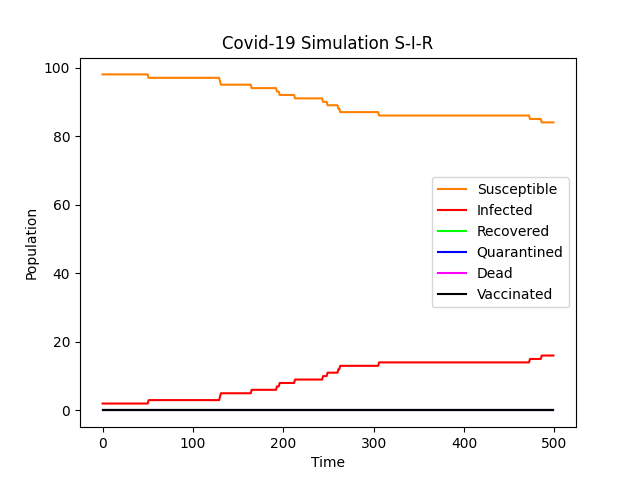 Covid-19 Simulation S-I-R
100
80
60
40
20
0
Population
Susceptible
Infected
Recovered
Quarantined
Dead
Vaccinated
0 100 200 300 400 500
Time